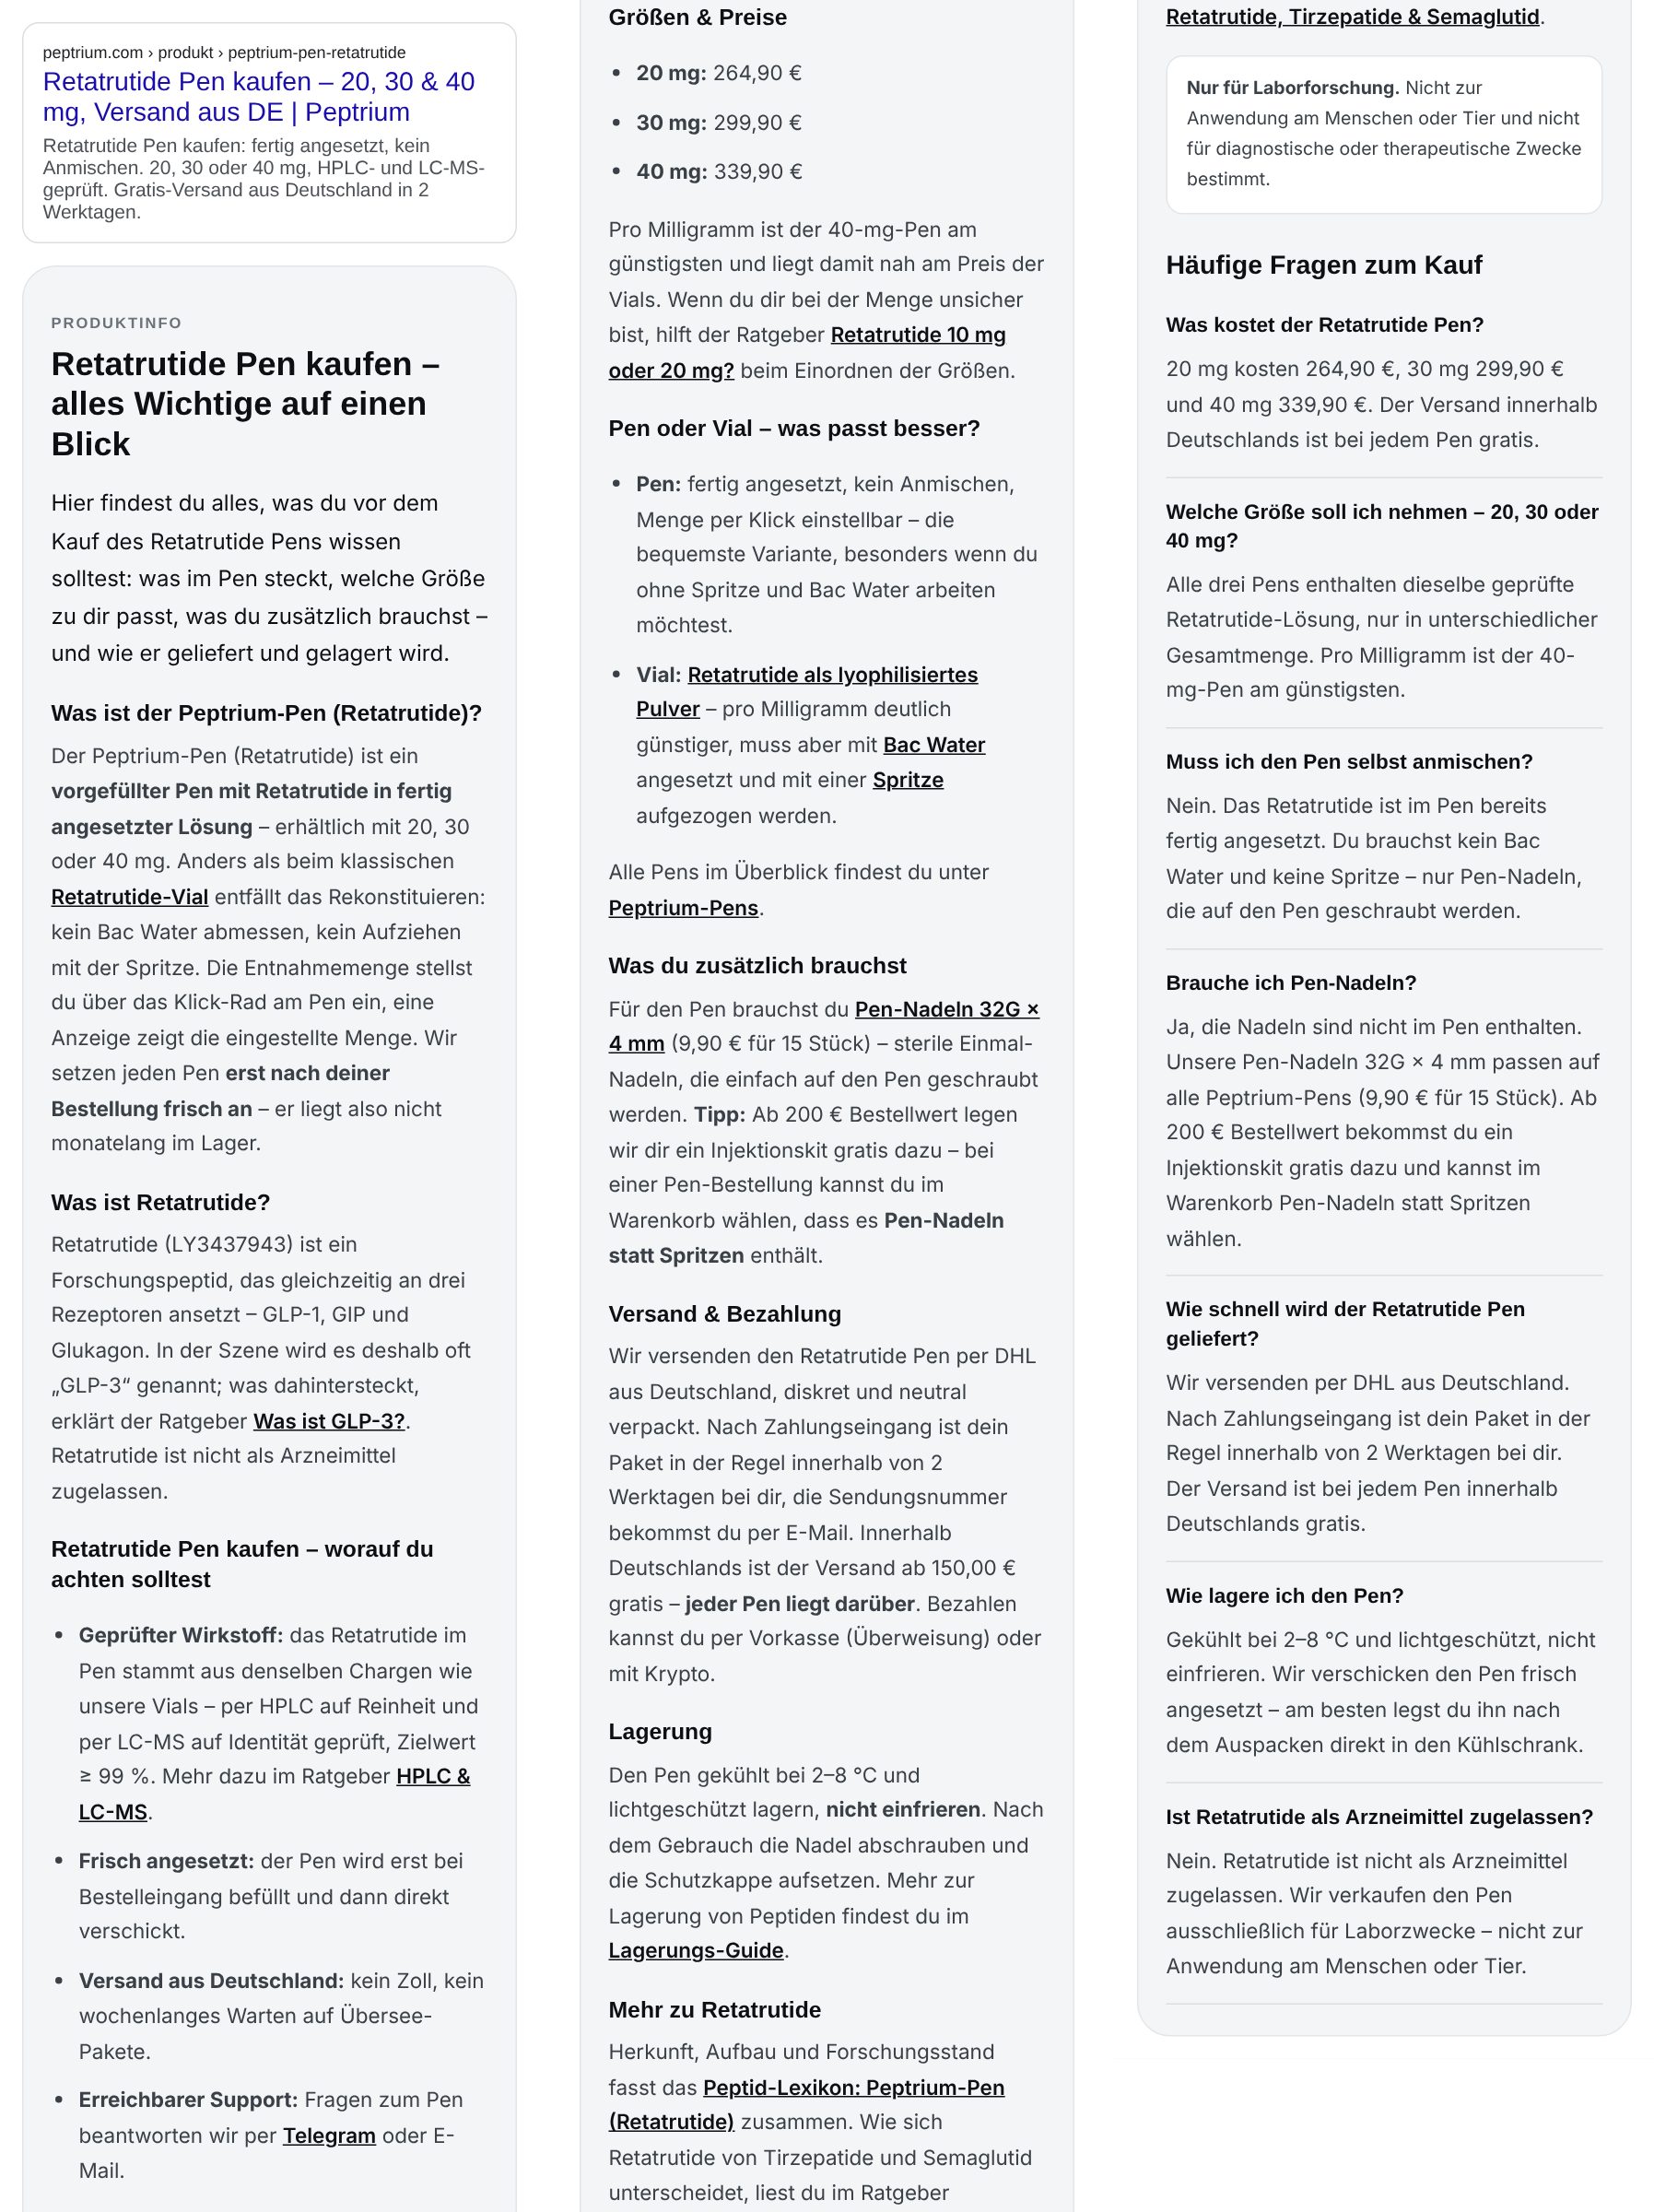 peptrium.com › produkt › peptrium-pen-retatrutide
Retatrutide Pen kaufen – 20, 30 & 40
mg, Versand aus DE | Peptrium
Retatrutide Pen kaufen: fertig angesetzt, kein
Anmischen. 20, 30 oder 40 mg, HPLC- und LC-MS-
geprüft. Gratis-Versand aus Deutschland in 2
Werktagen.
PRODUKTINFO
Retatrutide Pen kaufen –
alles Wichtige auf einen
Blick
Hier findest du alles, was du vor dem
Kauf des Retatrutide Pens wissen
solltest: was im Pen steckt, welche Größe
zu dir passt, was du zusätzlich brauchst –
und wie er geliefert und gelagert wird.
Was ist der Peptrium-Pen (Retatrutide)?
Der Peptrium-Pen (Retatrutide) ist ein
vorgefüllter Pen mit Retatrutide in fertig
angesetzter Lösung – erhältlich mit 20, 30
oder 40 mg. Anders als beim klassischen
Retatrutide-Vial entfällt das Rekonstituieren:
kein Bac Water abmessen, kein Aufziehen
mit der Spritze. Die Entnahmemenge stellst
du über das Klick-Rad am Pen ein, eine
Anzeige zeigt die eingestellte Menge. Wir
setzen jeden Pen erst nach deiner
Bestellung frisch an – er liegt also nicht
monatelang im Lager.
Was ist Retatrutide?
Retatrutide (LY3437943) ist ein
Forschungspeptid, das gleichzeitig an drei
Rezeptoren ansetzt – GLP-1, GIP und
Glukagon. In der Szene wird es deshalb oft
„GLP-3“ genannt; was dahintersteckt,
erklärt der Ratgeber Was ist GLP-3?.
Retatrutide ist nicht als Arzneimittel
zugelassen.
Retatrutide Pen kaufen – worauf du
achten solltest
• Geprüfter Wirkstoff: das Retatrutide im
Pen stammt aus denselben Chargen wie
unsere Vials – per HPLC auf Reinheit und
per LC-MS auf Identität geprüft, Zielwert
≥ 99 %. Mehr dazu im Ratgeber HPLC &
LC-MS.
• Frisch angesetzt: der Pen wird erst bei
Bestelleingang befüllt und dann direkt
verschickt.
• Versand aus Deutschland: kein Zoll, kein
wochenlanges Warten auf Übersee-
Pakete.
• Erreichbarer Support: Fragen zum Pen
beantworten wir per Telegram oder E-
Mail.
Größen & Preise
• 20 mg: 264,90 €
• 30 mg: 299,90 €
• 40 mg: 339,90 €
Pro Milligramm ist der 40-mg-Pen am
günstigsten und liegt damit nah am Preis der
Vials. Wenn du dir bei der Menge unsicher
bist, hilft der Ratgeber Retatrutide 10 mg
oder 20 mg? beim Einordnen der Größen.
Pen oder Vial – was passt besser?
• Pen: fertig angesetzt, kein Anmischen,
Menge per Klick einstellbar – die
bequemste Variante, besonders wenn du
ohne Spritze und Bac Water arbeiten
möchtest.
• Vial: Retatrutide als lyophilisiertes
Pulver – pro Milligramm deutlich
günstiger, muss aber mit Bac Water
angesetzt und mit einer Spritze
aufgezogen werden.
Alle Pens im Überblick findest du unter
Peptrium-Pens.
Was du zusätzlich brauchst
Für den Pen brauchst du Pen-Nadeln 32G ×
4 mm (9,90 € für 15 Stück) – sterile Einmal-
Nadeln, die einfach auf den Pen geschraubt
werden. Tipp: Ab 200 € Bestellwert legen
wir dir ein Injektionskit gratis dazu – bei
einer Pen-Bestellung kannst du im
Warenkorb wählen, dass es Pen-Nadeln
statt Spritzen enthält.
Versand & Bezahlung
Wir versenden den Retatrutide Pen per DHL
aus Deutschland, diskret und neutral
verpackt. Nach Zahlungseingang ist dein
Paket in der Regel innerhalb von 2
Werktagen bei dir, die Sendungsnummer
bekommst du per E-Mail. Innerhalb
Deutschlands ist der Versand ab 150,00 €
gratis – jeder Pen liegt darüber. Bezahlen
kannst du per Vorkasse (Überweisung) oder
mit Krypto.
Lagerung
Den Pen gekühlt bei 2–8 °C und
lichtgeschützt lagern, nicht einfrieren. Nach
dem Gebrauch die Nadel abschrauben und
die Schutzkappe aufsetzen. Mehr zur
Lagerung von Peptiden findest du im
Lagerungs-Guide.
Mehr zu Retatrutide
Herkunft, Aufbau und Forschungsstand
fasst das Peptid-Lexikon: Peptrium-Pen
(Retatrutide) zusammen. Wie sich
Retatrutide von Tirzepatide und Semaglutid
unterscheidet, liest du im Ratgeber
Retatrutide, Tirzepatide & Semaglutid.
Nur für Laborforschung. Nicht zur
Anwendung am Menschen oder Tier und nicht
für diagnostische oder therapeutische Zwecke
bestimmt.
Häufige Fragen zum Kauf
Was kostet der Retatrutide Pen?
20 mg kosten 264,90 €, 30 mg 299,90 €
und 40 mg 339,90 €. Der Versand innerhalb
Deutschlands ist bei jedem Pen gratis.
Welche Größe soll ich nehmen – 20, 30 oder
40 mg?
Alle drei Pens enthalten dieselbe geprüfte
Retatrutide-Lösung, nur in unterschiedlicher
Gesamtmenge. Pro Milligramm ist der 40-
mg-Pen am günstigsten.
Muss ich den Pen selbst anmischen?
Nein. Das Retatrutide ist im Pen bereits
fertig angesetzt. Du brauchst kein Bac
Water und keine Spritze – nur Pen-Nadeln,
die auf den Pen geschraubt werden.
Brauche ich Pen-Nadeln?
Ja, die Nadeln sind nicht im Pen enthalten.
Unsere Pen-Nadeln 32G × 4 mm passen auf
alle Peptrium-Pens (9,90 € für 15 Stück). Ab
200 € Bestellwert bekommst du ein
Injektionskit gratis dazu und kannst im
Warenkorb Pen-Nadeln statt Spritzen
wählen.
Wie schnell wird der Retatrutide Pen
geliefert?
Wir versenden per DHL aus Deutschland.
Nach Zahlungseingang ist dein Paket in der
Regel innerhalb von 2 Werktagen bei dir.
Der Versand ist bei jedem Pen innerhalb
Deutschlands gratis.
Wie lagere ich den Pen?
Gekühlt bei 2–8 °C und lichtgeschützt, nicht
einfrieren. Wir verschicken den Pen frisch
angesetzt – am besten legst du ihn nach
dem Auspacken direkt in den Kühlschrank.
Ist Retatrutide als Arzneimittel zugelassen?
Nein. Retatrutide ist nicht als Arzneimittel
zugelassen. Wir verkaufen den Pen
ausschließlich für Laborzwecke – nicht zur
Anwendung am Menschen oder Tier.